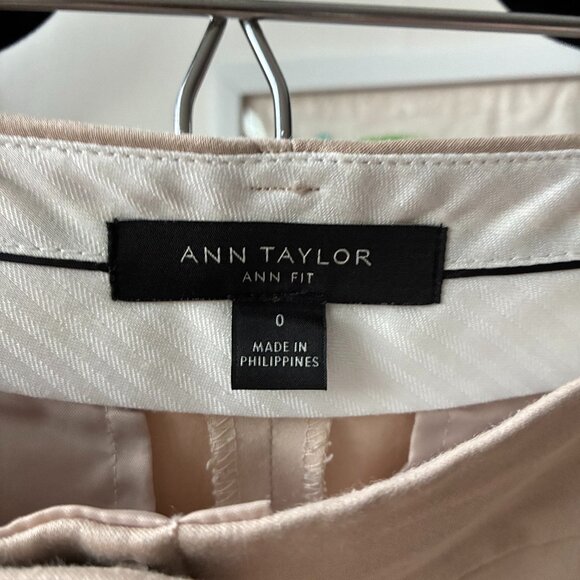 ANN TAYLOR
ANN FIT
0
MADE IN
PHILIPPINES